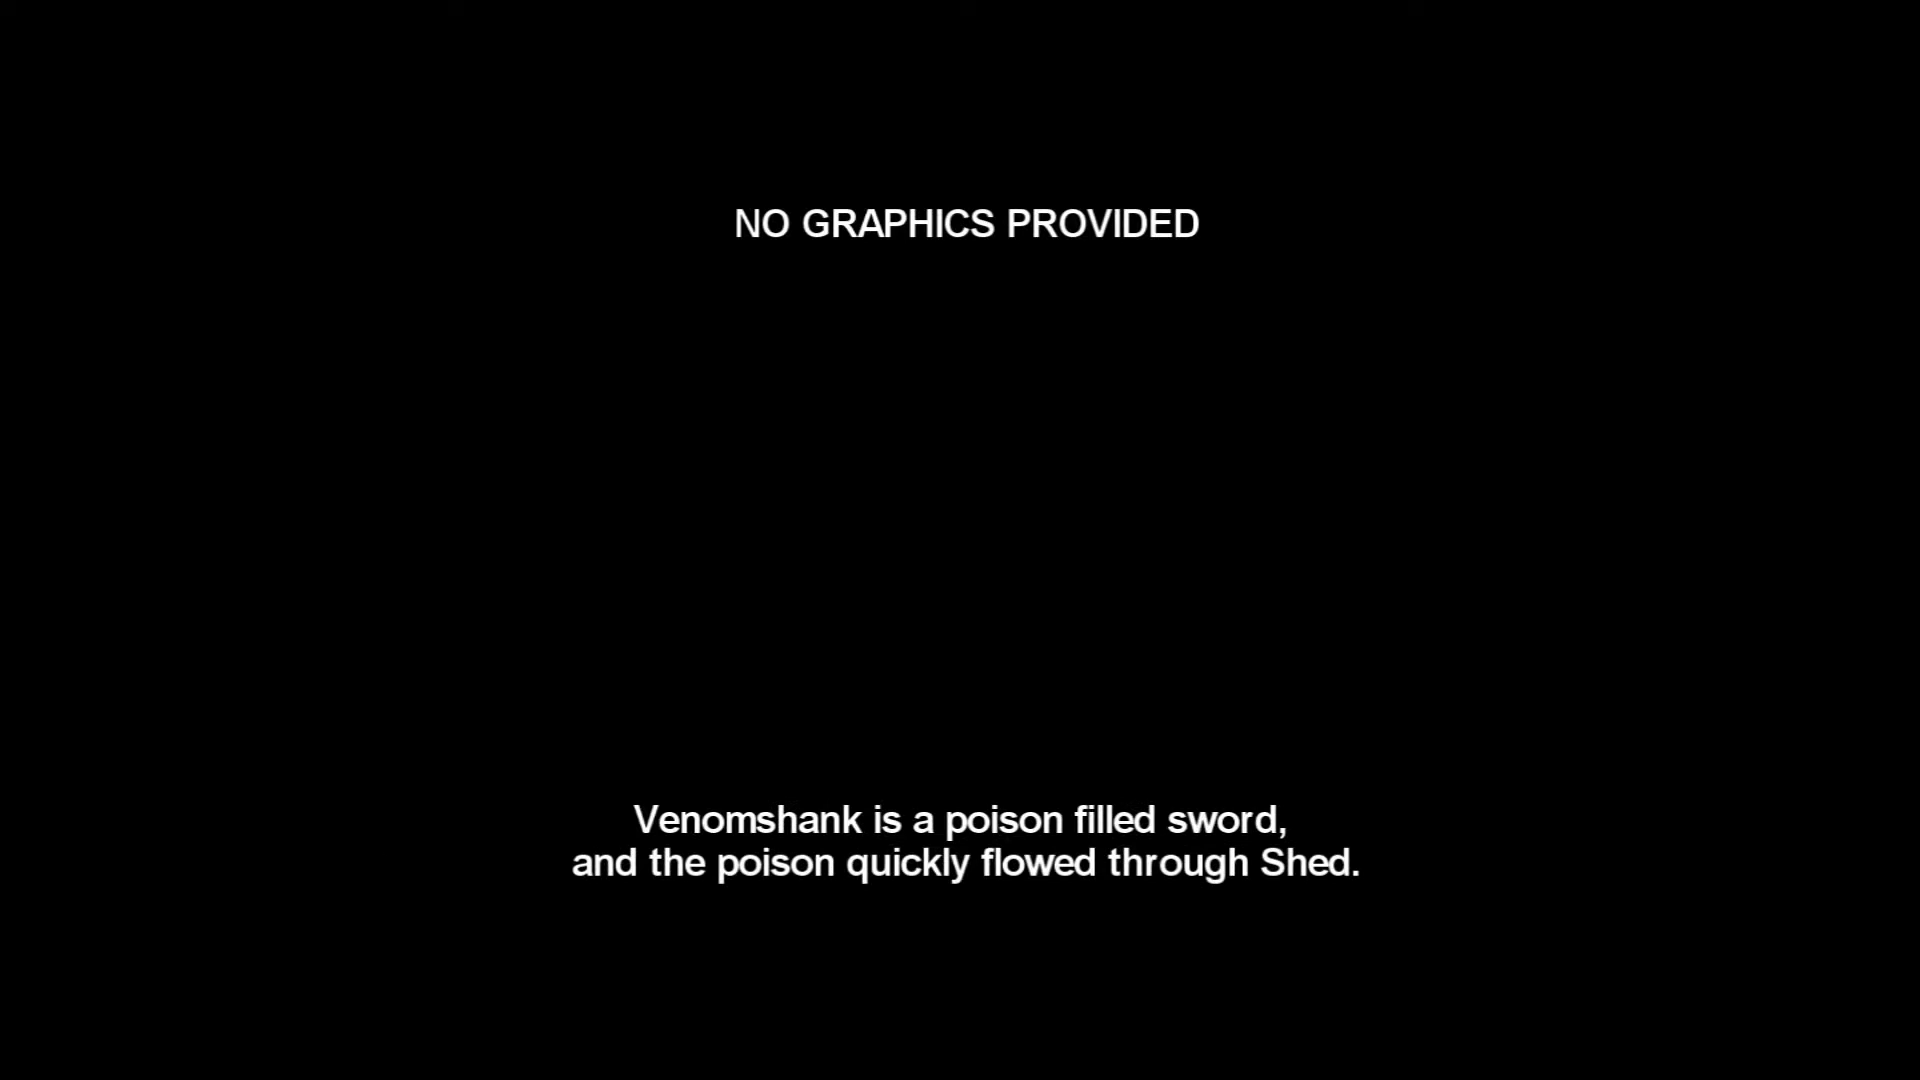 NO GRAPHICS PROVIDED
Venomshank is a poison filled sword,
and the poison quickly flowed through Shed.